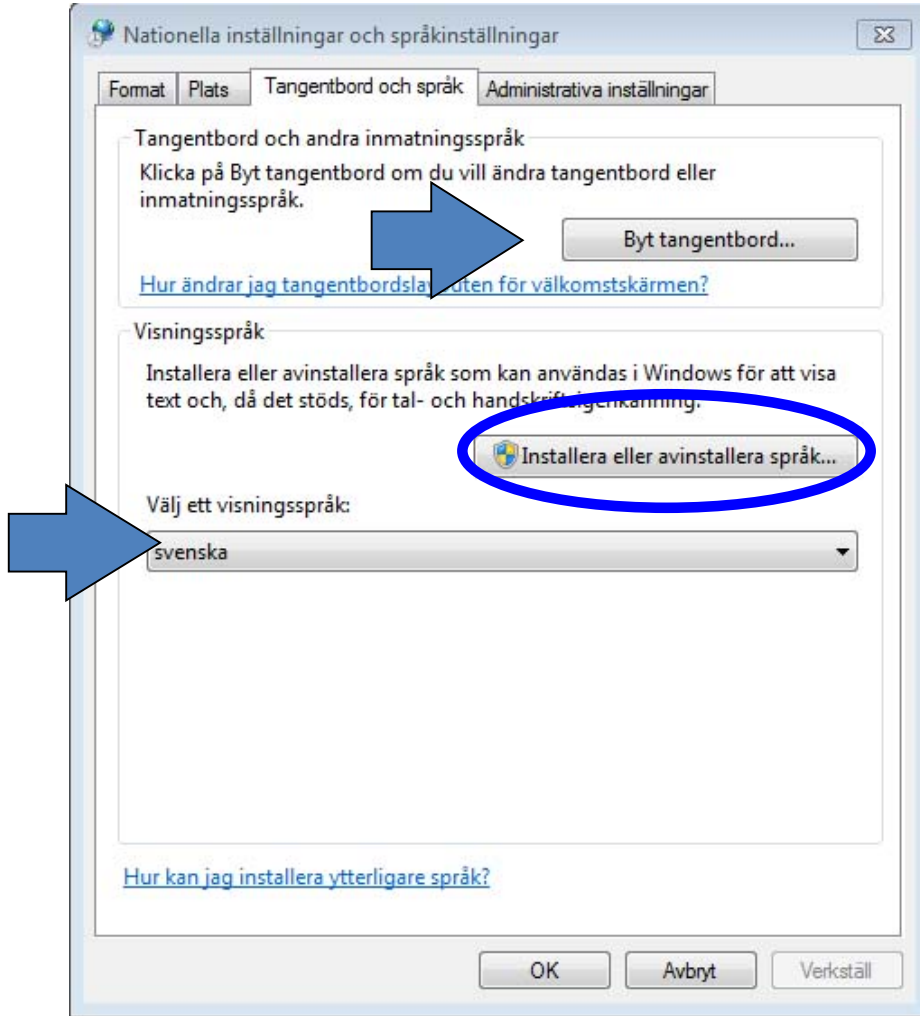 Nationella inställningar och språkinställningar
Format Plats Tangentbord och språk Administrativa inställningar
Tangentbord och andra inmatningsspråk
Klicka på Byt tangentbord om du vill ändra tangentbord eller
inmatningsspråk.
Byt tangentbord...
Hur ändrar jag tangentbordslayouten för välkomstskärmen?
Visningsspråk
Installera eller avinstallera språk som kan användas i Windows för att visa
text och, då det stöds, för tal- och handskriftsigenkänning.
Installera eller avinstallera språk...
Välj ett visningsspråk:
svenska
Hur kan jag installera ytterligare språk?
OK Avbryt Verkställ